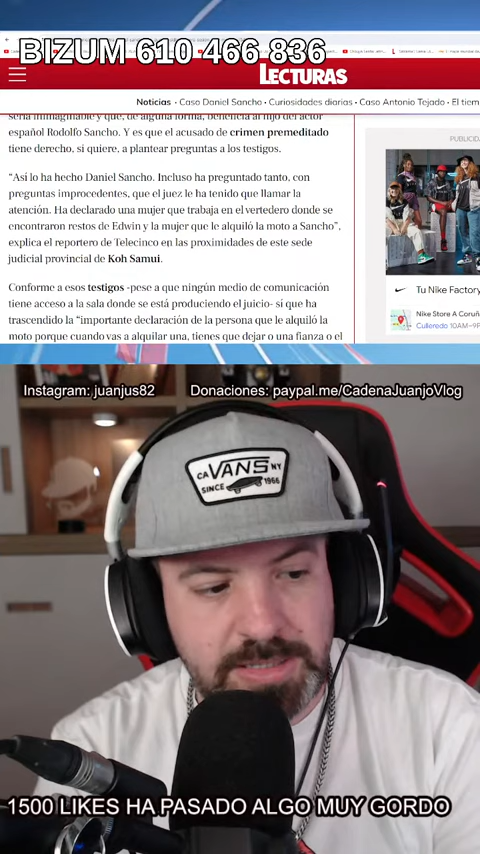 BIZUM 610 466 836
LECTURAS
Noticias · Caso Daniel Sancho · Curiosidades diarias · Caso Antonio Tejado · El tiem
sería inimaginable y que, de alguna forma, beneficia al hijo del actor
español Rodolfo Sancho. Y es que el acusado de crimen premeditado
tiene derecho, si quiere, a plantear preguntas a los testigos.
“Así lo ha hecho Daniel Sancho. Incluso ha preguntado tanto, con
preguntas improcedentes, que el juez le ha tenido que llamar la
atención. Ha declarado una mujer que trabaja en el vertedero donde se
encontraron restos de Edwin y la mujer que le alquiló la moto a Sancho”,
explica el reportero de Telecinco en las proximidades de este sede
judicial provincial de Koh Samui.
Conforme a esos testigos -pese a que ningún medio de comunicación
tiene acceso a la sala donde se está produciendo el juicio- sí que ha
trascendido la “importante declaración de la persona que le alquiló la
moto porque cuando vas a alquilar una, tienes que dejar o una fianza o el
PUBLICID
Tu Nike Factory
Nike Store A Coruñ
Culleredo 10AM–9P
Instagram: juanjus82
Donaciones: paypal.me/CadenaJuanjoVlog
CA VANS NY
SINCE 1966
1500 LIKES HA PASADO ALGO MUY GORDO